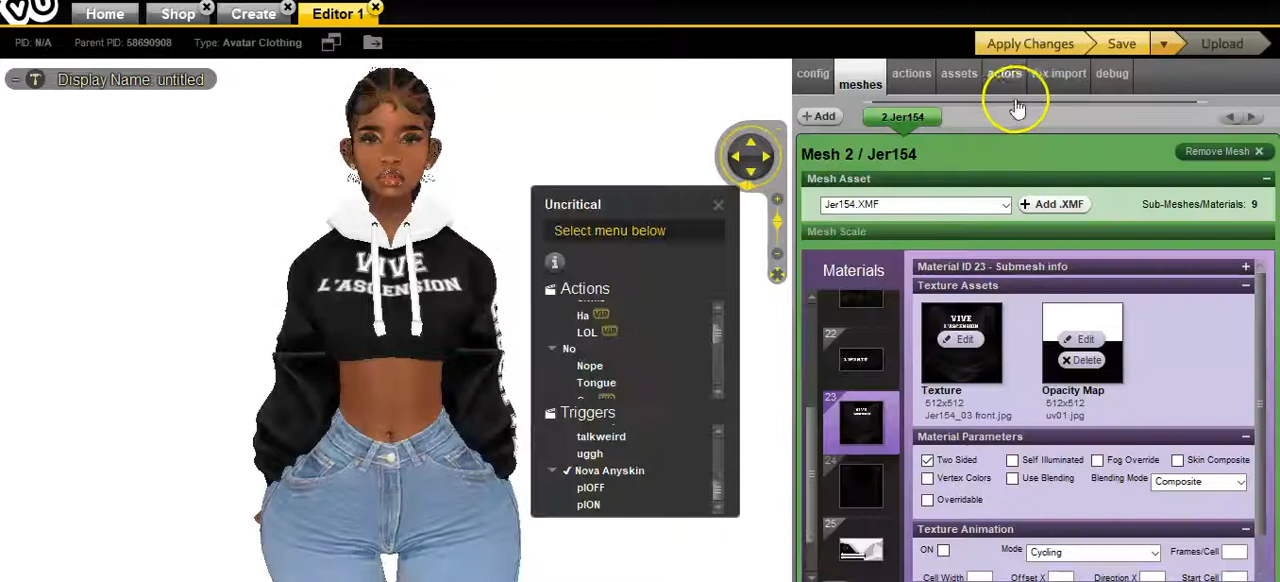 Home
Shop
Create
Editor 1
PID: N/A
Parent PID: 58690908
Type: Avatar Clothing
Apply Changes
Save
Upload
T
Display Name: untitled
config
meshes
actions
assets
actors
import
debug
+ Add
2 Jer154
Mesh 2 / Jer154
Remove Mesh X
Mesh Asset
Jer154.XMF
+ Add .XMF
Sub-Meshes/Materials: 9
Mesh Scale
Materials
22
23
24
25
Material ID 23 - Submesh info
Texture Assets
VIVE
L'ASCENSION
Edit
Edit
Delete
Texture
512x512
Jer154_03 front.jpg
Opacity Map
512x512
uv01.jpg
Material Parameters
Two Sided
Self Illuminated
Fog Override
Skin Composite
Vertex Colors
Use Blending
Blending Mode
Composite
Overridable
Texture Animation
ON
Mode
Cycling
Frames/Cell
Cell Width
Offset X
Direction X
Start Cell
Uncritical
Select menu below
i
Actions
Ha VIP
LOL VIP
No
Nope
Tongue
Triggers
talkweird
uggh
Nova Anyskin
plOFF
plON
VIVE
L'ASCENSION